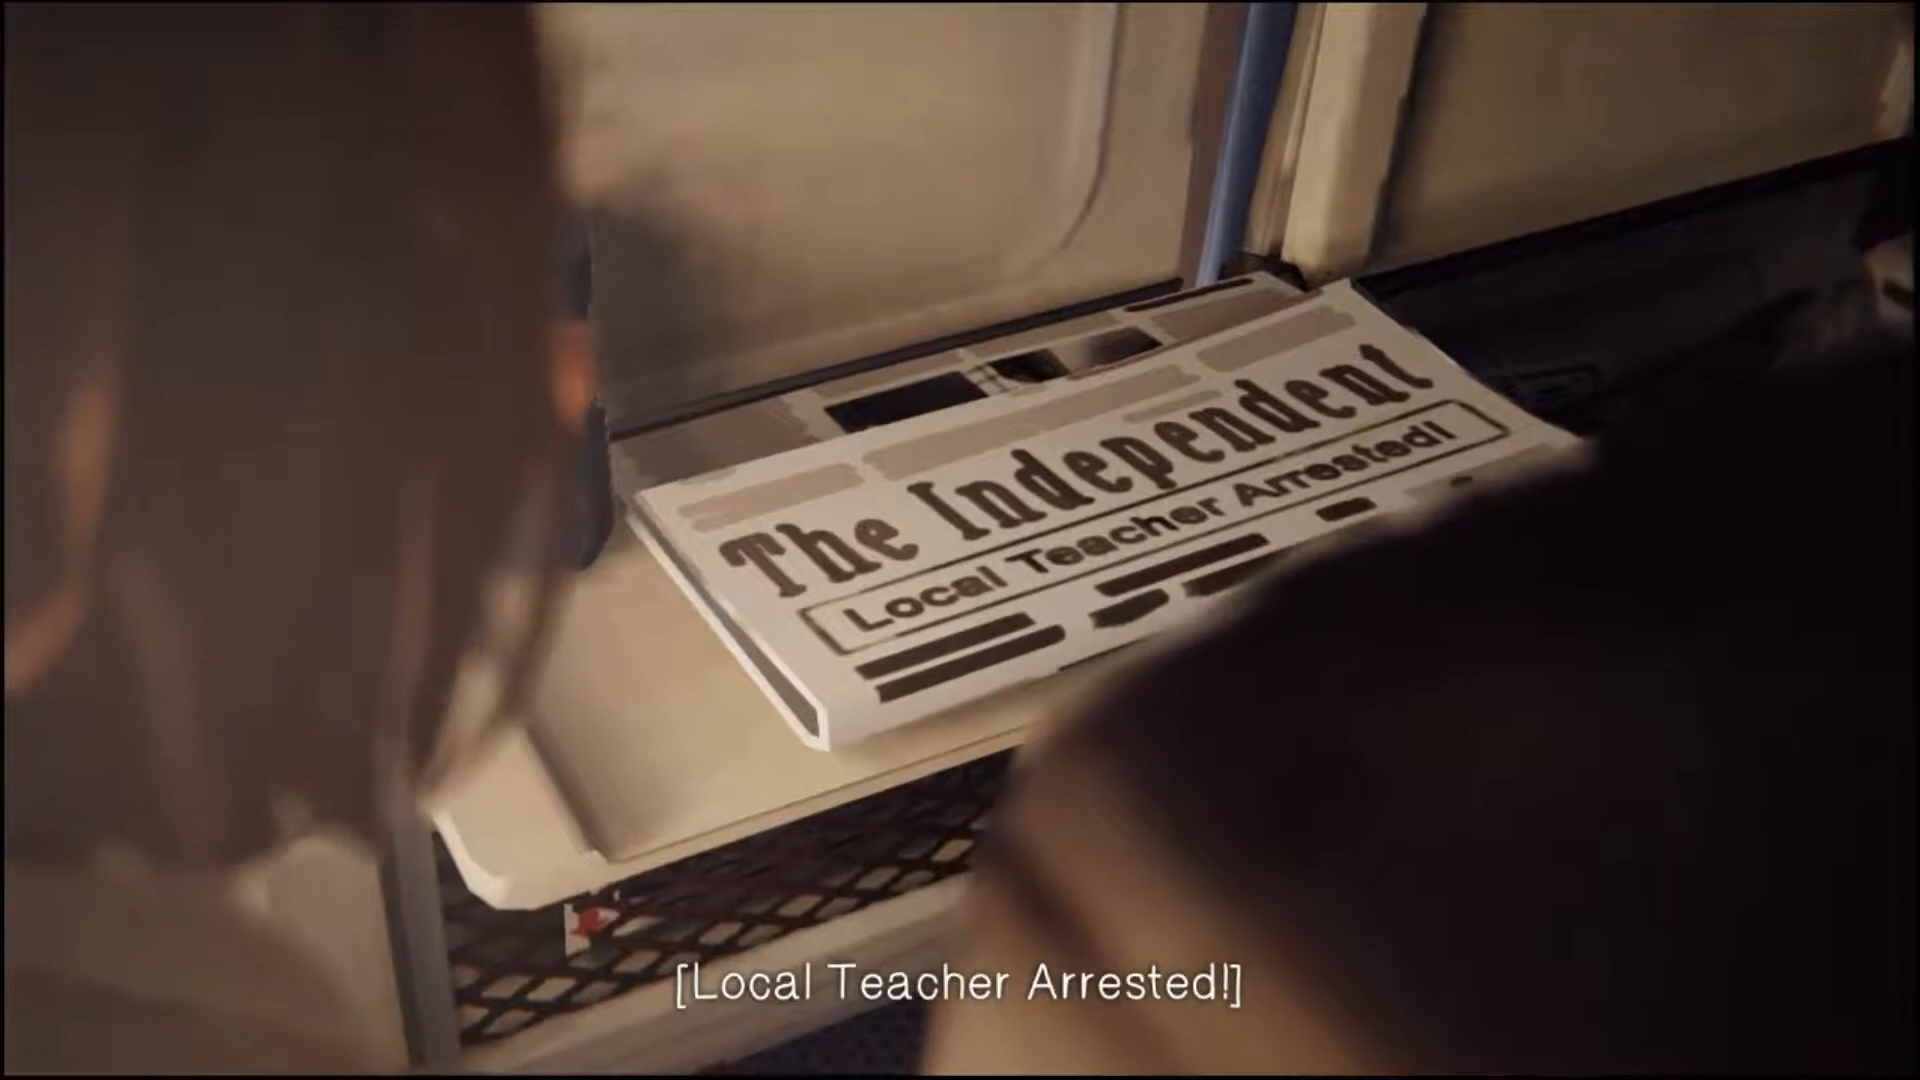 The Independent
Local Teacher Arrested!
[Local Teacher Arrested!]